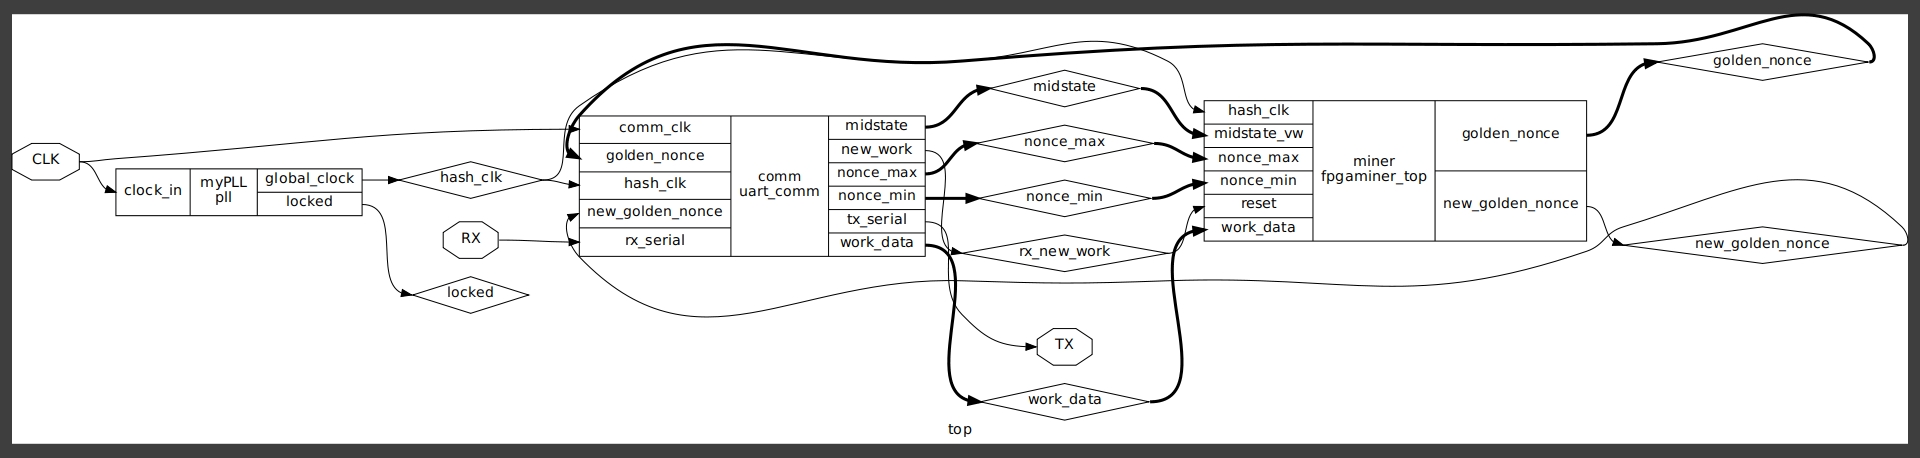 CLK
clock_in
myPLL
pll
global_clock
locked
hash_clk
RX
locked
comm_clk
golden_nonce
hash_clk
new_golden_nonce
rx_serial
comm
uart_comm
midstate
new_work
nonce_max
nonce_min
tx_serial
work_data
midstate
nonce_max
nonce_min
rx_new_work
TX
work_data
hash_clk
midstate_vw
nonce_max
nonce_min
reset
work_data
miner
fpgaminer_top
golden_nonce
new_golden_nonce
golden_nonce
new_golden_nonce
top